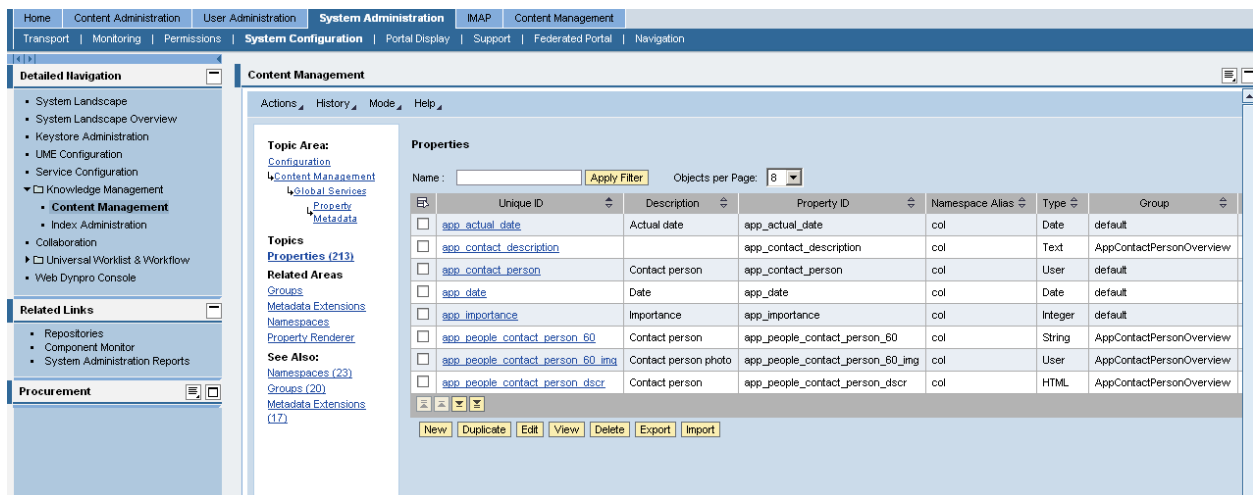 Home Content Administration User Administration System Administration IMAP Content Management
Transport | Monitoring | Permissions | System Configuration | Portal Display | Support | Federated Portal | Navigation
Detailed Navigation
System Landscape
System Landscape Overview
Keystore Administration
UME Configuration
Service Configuration
Knowledge Management
Content Management
Index Administration
Collaboration
Universal Worklist & Workflow
Web Dynpro Console
Related Links
Repositories
Component Monitor
System Administration Reports
Procurement
Content Management
Actions History Mode Help
Topic Area:
Configuration
Content Management
Global Services
Property
Metadata
Topics
Properties (213)
Related Areas
Groups
Metadata Extensions
Namespaces
Property Renderer
See Also:
Namespaces (23)
Groups (20)
Metadata Extensions
(17)
Properties
Name : Apply Filter Objects per Page: 8
Unique ID Description Property ID Namespace Alias Type Group
app_actual_date Actual date app_actual_date col Date default
app_contact_description app_contact_description col Text AppContactPersonOverview
app_contact_person Contact person app_contact_person col User default
app_date Date app_date col Date default
app_importance Importance app_importance col Integer default
app_people_contact_person_60 Contact person app_people_contact_person_60 col String AppContactPersonOverview
app_people_contact_person_60_img Contact person photo app_people_contact_person_60_img col User AppContactPersonOverview
app_people_contact_person_dscr Contact person app_people_contact_person_dscr col HTML AppContactPersonOverview
New Duplicate Edit View Delete Export Import